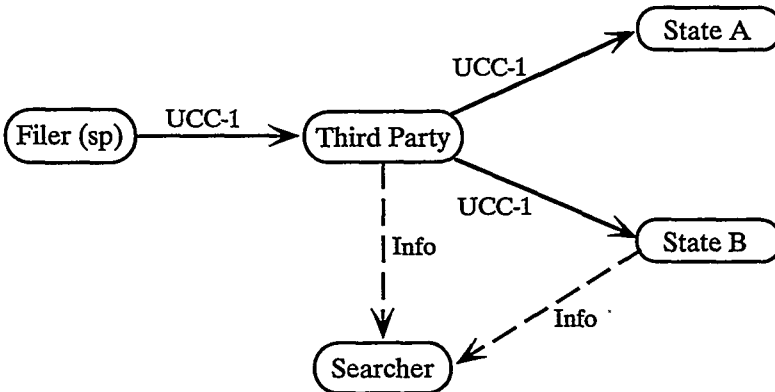 State A
UCC-1
UCC-1
Filer (sp)
Third Party
UCC-1
State B
Info
Info
Searcher